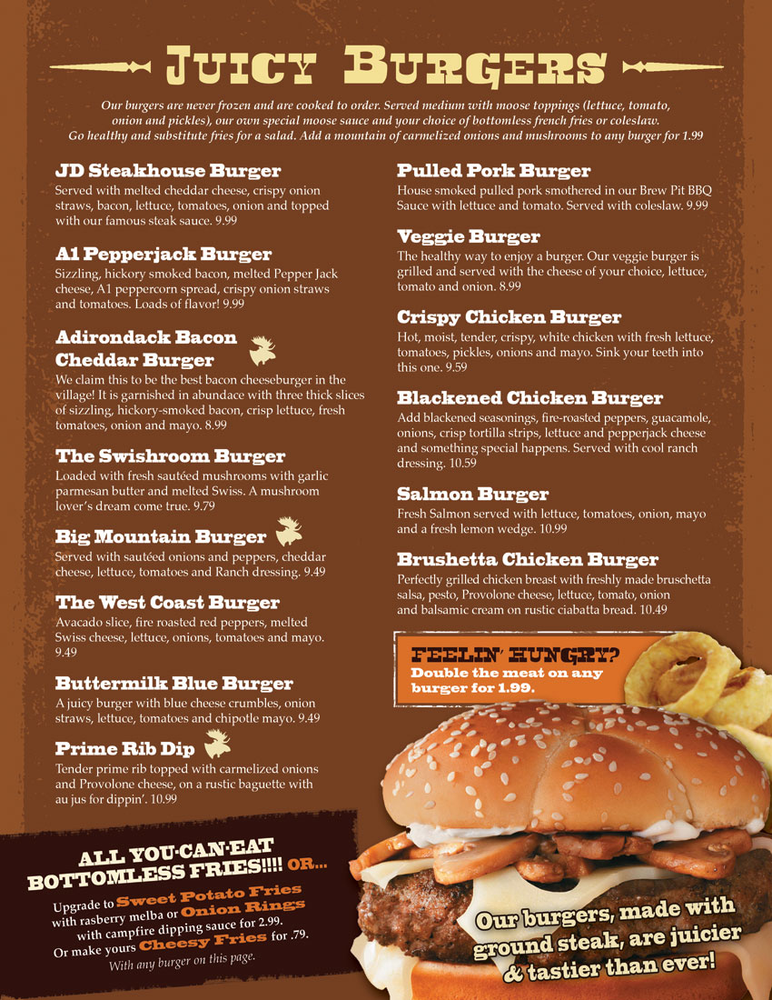 Juicy Burgers
Our burgers are never frozen and are cooked to order. Served medium with moose toppings (lettuce, tomato,
onion and pickles), our own special moose sauce and your choice of bottomless french fries or coleslaw.
Go healthy and substitute fries for a salad. Add a mountain of carmelized onions and mushrooms to any burger for 1.99
JD Steakhouse Burger
Served with melted cheddar cheese, crispy onion
straws, bacon, lettuce, tomatoes, onion and topped
with our famous steak sauce. 9.99
A1 Pepperjack Burger
Sizzling, hickory smoked bacon, melted Pepper Jack
cheese, A1 peppercorn spread, crispy onion straws
and tomatoes. Loads of flavor! 9.99
Adirondack Bacon
Cheddar Burger
We claim this to be the best bacon cheeseburger in the
village! It is garnished in abundace with three thick slices
of sizzling, hickory-smoked bacon, crisp lettuce, fresh
tomatoes, onion and mayo. 8.99
The Swishroom Burger
Loaded with fresh sautéed mushrooms with garlic
parmesan butter and melted Swiss. A mushroom
lover's dream come true. 9.79
Big Mountain Burger
Served with sautéed onions and peppers, cheddar
cheese, lettuce, tomatoes and Ranch dressing. 9.49
The West Coast Burger
Avacado slice, fire roasted red peppers, melted
Swiss cheese, lettuce, onions, tomatoes and mayo.
9.49
Buttermilk Blue Burger
A juicy burger with blue cheese crumbles, onion
straws, lettuce, tomatoes and chipotle mayo. 9.49
Prime Rib Dip
Tender prime rib topped with carmelized onions
and Provolone cheese, on a rustic baguette with
au jus for dippin'. 10.99
Pulled Pork Burger
House smoked pulled pork smothered in our Brew Pit BBQ
Sauce with lettuce and tomato. Served with coleslaw. 9.99
Veggie Burger
The healthy way to enjoy a burger. Our veggie burger is
grilled and served with the cheese of your choice, lettuce,
tomato and onion. 8.99
Crispy Chicken Burger
Hot, moist, tender, crispy, white chicken with fresh lettuce,
tomatoes, pickles, onions and mayo. Sink your teeth into
this one. 9.59
Blackened Chicken Burger
Add blackened seasonings, fire-roasted peppers, guacamole,
onions, crisp tortilla strips, lettuce and pepperjack cheese
and something special happens. Served with cool ranch
dressing. 10.59
Salmon Burger
Fresh Salmon served with lettuce, tomatoes, onion, mayo
and a fresh lemon wedge. 10.99
Brushetta Chicken Burger
Perfectly grilled chicken breast with freshly made bruschetta
salsa, pesto, Provolone cheese, lettuce, tomato, onion
and balsamic cream on rustic ciabatta bread. 10.49
FEELIN' HUNGRY?
Double the meat on any
burger for 1.99.
ALL YOU-CAN-EAT
BOTTOMLESS FRIES!!!! OR...
Upgrade to Sweet Potato Fries
with rasberry melba or Onion Rings
with campfire dipping sauce for 2.99.
Or make yours Cheesy Fries for .79.
With any burger on this page.
Our burgers, made with
ground steak, are juicier
& tastier than ever!